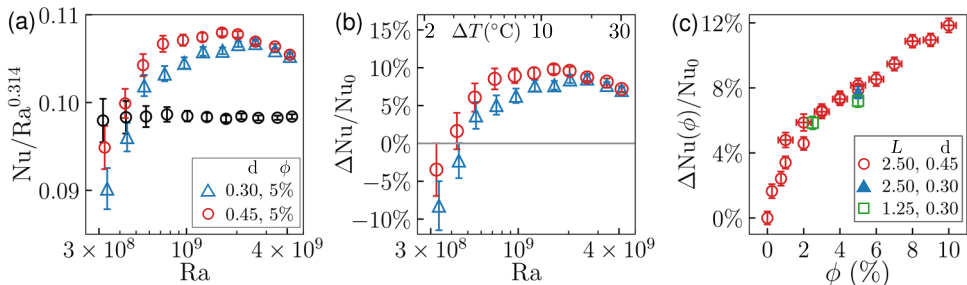 (a)
0.11
0.10
0.09
Nu/Ra^0.314
d ϕ
0.30, 5%
0.45, 5%
3 × 10^8 10^9 4 × 10^9
Ra
(b)
-2 ΔT(°C) 10 30
10%
5%
0%
−5%
−10%
ΔNu/Nu₀
3 × 10^8 10^9 4 × 10^9
Ra
(c)
12%
8%
4%
0%
ΔNu(ϕ)/Nu₀
L d
2.50, 0.45
2.50, 0.30
1.25, 0.30
0 2 4 6 8 10
ϕ (%)